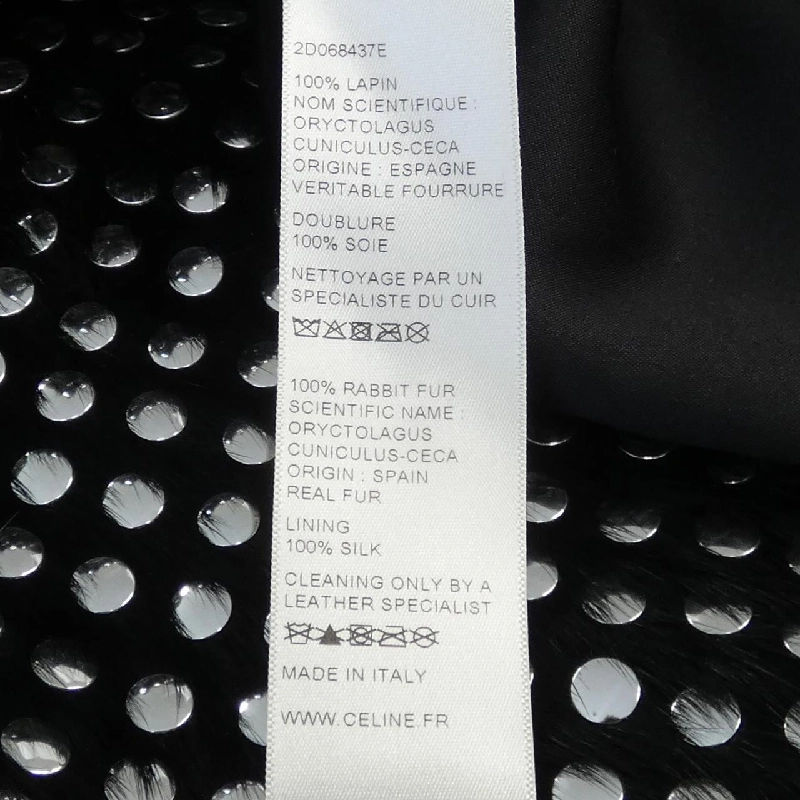 2D068437E
100% LAPIN
NOM SCIENTIFIQUE :
ORYCTOLAGUS
CUNICULUS-CECA
ORIGINE : ESPAGNE
VERITABLE FOURRURE
DOUBLURE
100% SOIE
NETTOYAGE PAR UN
SPECIALISTE DU CUIR
100% RABBIT FUR
SCIENTIFIC NAME :
ORYCTOLAGUS
CUNICULUS-CECA
ORIGIN : SPAIN
REAL FUR
LINING
100% SILK
CLEANING ONLY BY A
LEATHER SPECIALIST
MADE IN ITALY
WWW.CELINE.FR